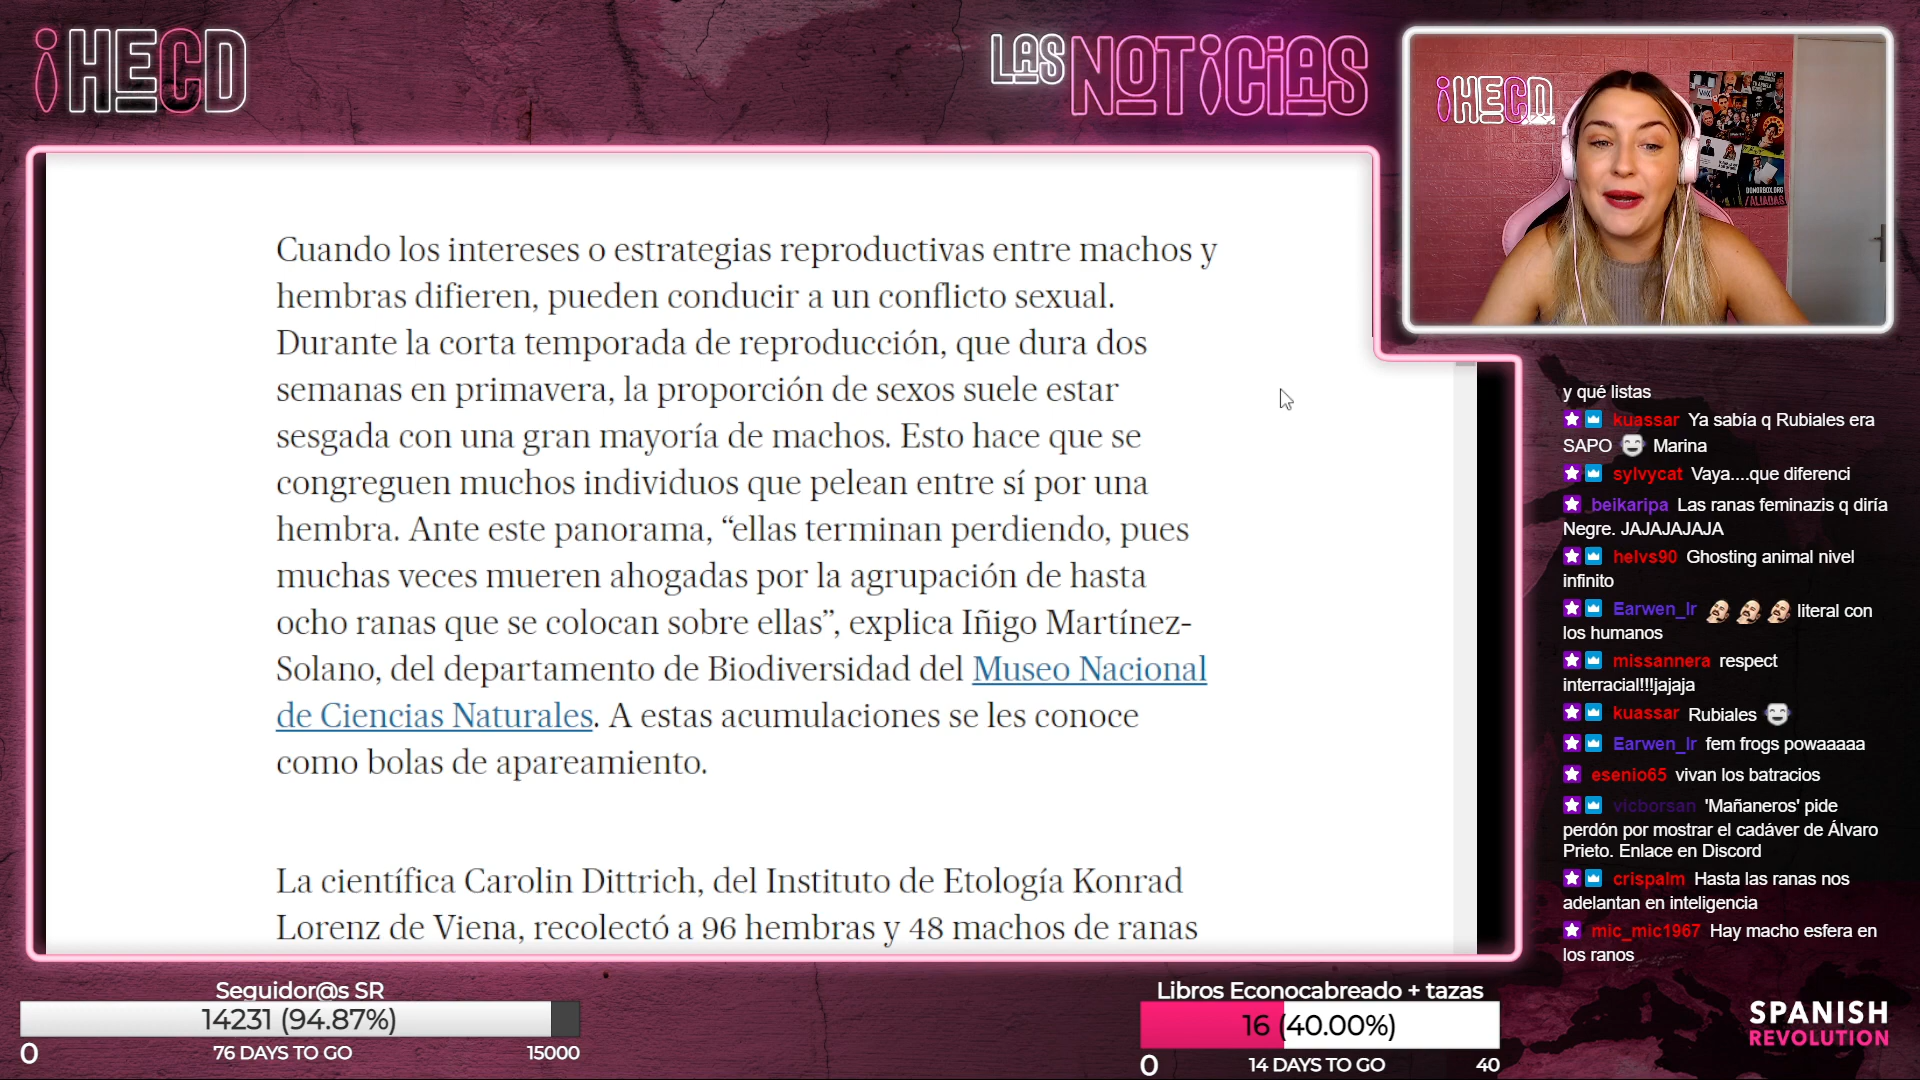 iHECD
LAS NOTiCiAS
iHECD
DONORBOX.ORG
/ALIADAS
Cuando los intereses o estrategias reproductivas entre machos y
hembras difieren, pueden conducir a un conflicto sexual.
Durante la corta temporada de reproducción, que dura dos
semanas en primavera, la proporción de sexos suele estar
sesgada con una gran mayoría de machos. Esto hace que se
congreguen muchos individuos que pelean entre sí por una
hembra. Ante este panorama, “ellas terminan perdiendo, pues
muchas veces mueren ahogadas por la agrupación de hasta
ocho ranas que se colocan sobre ellas”, explica Iñigo Martínez-
Solano, del departamento de Biodiversidad del Museo Nacional
de Ciencias Naturales. A estas acumulaciones se les conoce
como bolas de apareamiento.
La científica Carolin Dittrich, del Instituto de Etología Konrad
Lorenz de Viena, recolectó a 96 hembras y 48 machos de ranas
y qué listas
kuassar Ya sabía q Rubiales era
SAPO Marina
sylvycat Vaya....que diferenci
beikaripa Las ranas feminazis q diría
Negre. JAJAJAJAJA
helvs90 Ghosting animal nivel
infinito
Earwen_lr literal con
los humanos
missannera respect
interracial!!!jajaja
kuassar Rubiales
Earwen_lr fem frogs powaaaaa
esenio65 vivan los batracios
vicborsan 'Mañaneros' pide
perdón por mostrar el cadáver de Álvaro
Prieto. Enlace en Discord
crispalm Hasta las ranas nos
adelantan en inteligencia
mic_mic1967 Hay macho esfera en
los ranos
Seguidor@s SR
14231 (94.87%)
0 76 DAYS TO GO 15000
Libros Econocabreado + tazas
16 (40.00%)
0 14 DAYS TO GO 40
SPANISH
REVOLUTION